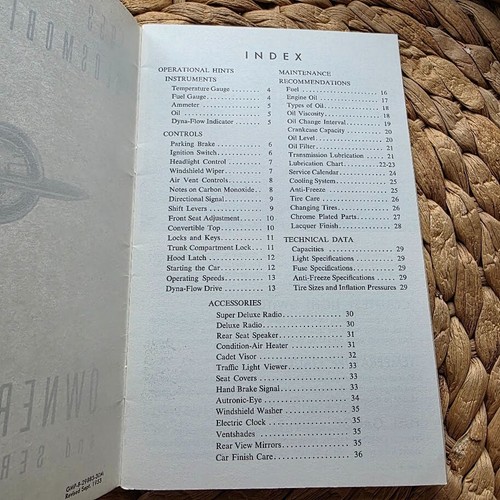 INDEX
OPERATIONAL HINTS
INSTRUMENTS
Temperature Gauge . . . . 4
Fuel Gauge . . . . 4
Ammeter . . . . 5
Oil . . . . 5
Dyna-Flow Indicator . . . . 5
CONTROLS
Parking Brake . . . . 6
Ignition Switch . . . . 6
Headlight Control . . . . 7
Windshield Wiper . . . . 7
Air Vent Controls . . . . 8
Notes on Carbon Monoxide . . 8
Directional Signal . . . . 9
Shift Levers . . . . 9
Front Seat Adjustment . . . . 10
Convertible Top . . . . 10
Locks and Keys . . . . 11
Trunk Compartment Lock . . . 11
Hood Latch . . . . 12
Starting the Car . . . . 12
Operating Speeds . . . . 13
Dyna-Flow Drive . . . . 13
MAINTENANCE
RECOMMENDATIONS
Fuel . . . . 16
Engine Oil . . . . 17
Types of Oil . . . . 18
Oil Viscosity . . . . 18
Oil Change Interval . . . . 19
Crankcase Capacity . . . . 20
Oil Level . . . . 20
Oil Filter . . . . 21
Transmission Lubrication . . . . 21
Lubrication Chart . . . . 22-23
Service Calendar . . . . 24
Cooling System . . . . 25
Anti-Freeze . . . . 25
Tire Care . . . . 26
Changing Tires . . . . 26
Chrome Plated Parts . . . . 27
Lacquer Finish . . . . 28
TECHNICAL DATA
Capacities . . . . 29
Light Specifications . . . . 29
Fuse Specifications . . . . 29
Anti-Freeze Specifications . . . . 29
Tire Sizes and Inflation Pressures 29
ACCESSORIES
Super Deluxe Radio . . . . 30
Deluxe Radio . . . . 30
Rear Seat Speaker . . . . 31
Condition-Air Heater . . . . 31
Cadet Visor . . . . 32
Traffic Light Viewer . . . . 33
Seat Covers . . . . 33
Hand Brake Signal . . . . 33
Autronic-Eye . . . . 34
Windshield Washer . . . . 35
Electric Clock . . . . 35
Ventshades . . . . 35
Rear View Mirrors . . . . 35
Car Finish Care . . . . 36